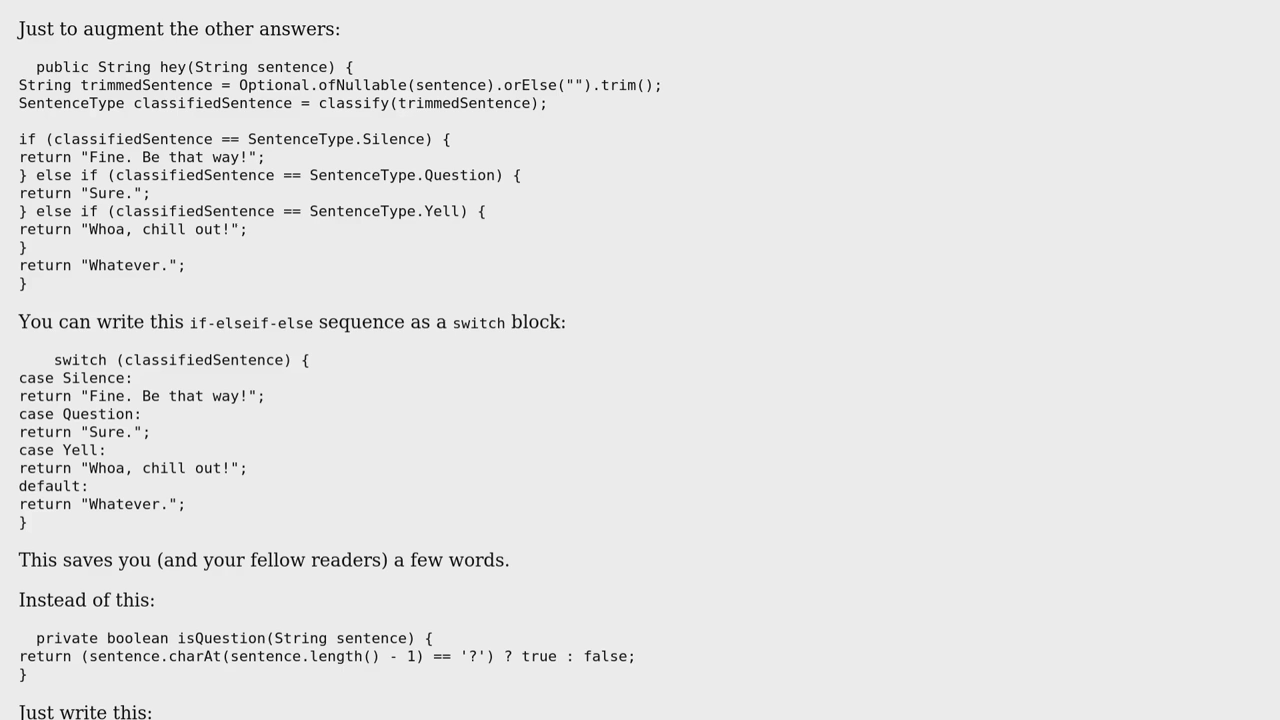 Just to augment the other answers:
  public String hey(String sentence) {
String trimmedSentence = Optional.ofNullable(sentence).orElse("").trim();
SentenceType classifiedSentence = classify(trimmedSentence);

if (classifiedSentence == SentenceType.Silence) {
return "Fine. Be that way!";
} else if (classifiedSentence == SentenceType.Question) {
return "Sure.";
} else if (classifiedSentence == SentenceType.Yell) {
return "Whoa, chill out!";
}
return "Whatever.";
}
You can write this if-elseif-else sequence as a switch block:
    switch (classifiedSentence) {
case Silence:
return "Fine. Be that way!";
case Question:
return "Sure.";
case Yell:
return "Whoa, chill out!";
default:
return "Whatever.";
}
This saves you (and your fellow readers) a few words.
Instead of this:
  private boolean isQuestion(String sentence) {
return (sentence.charAt(sentence.length() - 1) == '?') ? true : false;
}
Just write this: